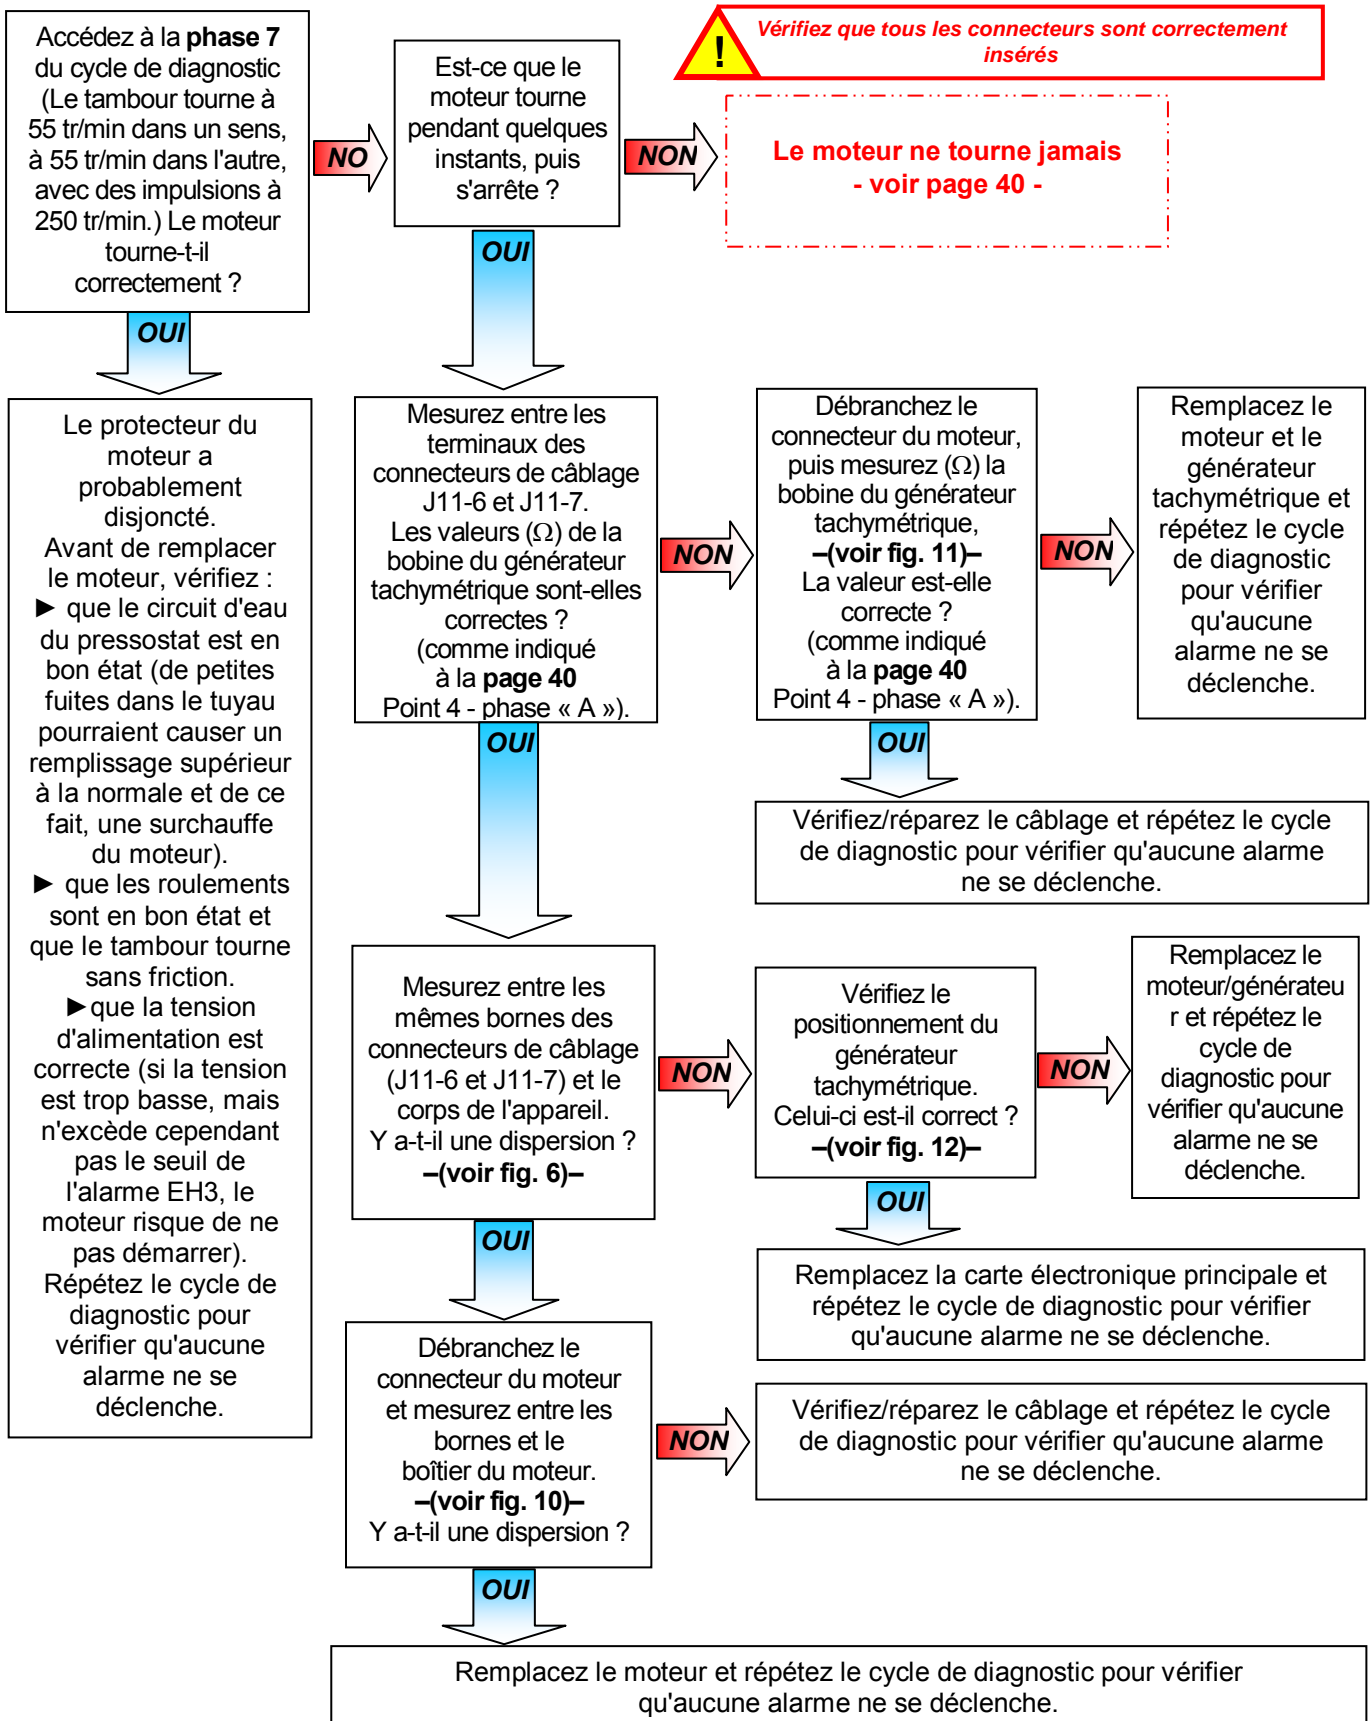 Accédez à la phase 7
du cycle de diagnostic
(Le tambour tourne à
55 tr/min dans un sens,
à 55 tr/min dans l'autre,
avec des impulsions à
250 tr/min.) Le moteur
tourne-t-il
correctement ?
NO
Est-ce que le
moteur tourne
pendant quelques
instants, puis
s'arrête ?
NON
!
Vérifiez que tous les connecteurs sont correctement
insérés
Le moteur ne tourne jamais
- voir page 40 -
OUI
OUI
Le protecteur du
moteur a
probablement
disjoncté.
Avant de remplacer
le moteur, vérifiez :
► que le circuit d'eau
du pressostat est en
bon état (de petites
fuites dans le tuyau
pourraient causer un
remplissage supérieur
à la normale et de ce
fait, une surchauffe
du moteur).
► que les roulements
sont en bon état et
que le tambour tourne
sans friction.
►que la tension
d'alimentation est
correcte (si la tension
est trop basse, mais
n'excède cependant
pas le seuil de
l'alarme EH3, le
moteur risque de ne
pas démarrer).
Répétez le cycle de
diagnostic pour
vérifier qu'aucune
alarme ne se
déclenche.
Mesurez entre les
terminaux des
connecteurs de câblage
J11-6 et J11-7.
Les valeurs (Ω) de la
bobine du générateur
tachymétrique sont-elles
correctes ?
(comme indiqué
à la page 40
Point 4 - phase « A »).
NON
Débranchez le
connecteur du moteur,
puis mesurez (Ω) la
bobine du générateur
tachymétrique,
–(voir fig. 11)–
La valeur est-elle
correcte ?
(comme indiqué
à la page 40
Point 4 - phase « A »).
NON
Remplacez le
moteur et le
générateur
tachymétrique et
répétez le cycle
de diagnostic
pour vérifier
qu'aucune
alarme ne se
déclenche.
OUI
OUI
Vérifiez/réparez le câblage et répétez le cycle
de diagnostic pour vérifier qu'aucune alarme
ne se déclenche.
Mesurez entre les
mêmes bornes des
connecteurs de câblage
(J11-6 et J11-7) et le
corps de l'appareil.
Y a-t-il une dispersion ?
–(voir fig. 6)–
NON
Vérifiez le
positionnement du
générateur
tachymétrique.
Celui-ci est-il correct ?
–(voir fig. 12)–
NON
Remplacez le
moteur/générateu
r et répétez le
cycle de
diagnostic pour
vérifier qu'aucune
alarme ne se
déclenche.
OUI
OUI
Remplacez la carte électronique principale et
répétez le cycle de diagnostic pour vérifier
qu'aucune alarme ne se déclenche.
Débranchez le
connecteur du moteur
et mesurez entre les
bornes et le
boîtier du moteur.
–(voir fig. 10)–
Y a-t-il une dispersion ?
NON
Vérifiez/réparez le câblage et répétez le cycle
de diagnostic pour vérifier qu'aucune alarme
ne se déclenche.
OUI
Remplacez le moteur et répétez le cycle de diagnostic pour vérifier
qu'aucune alarme ne se déclenche.